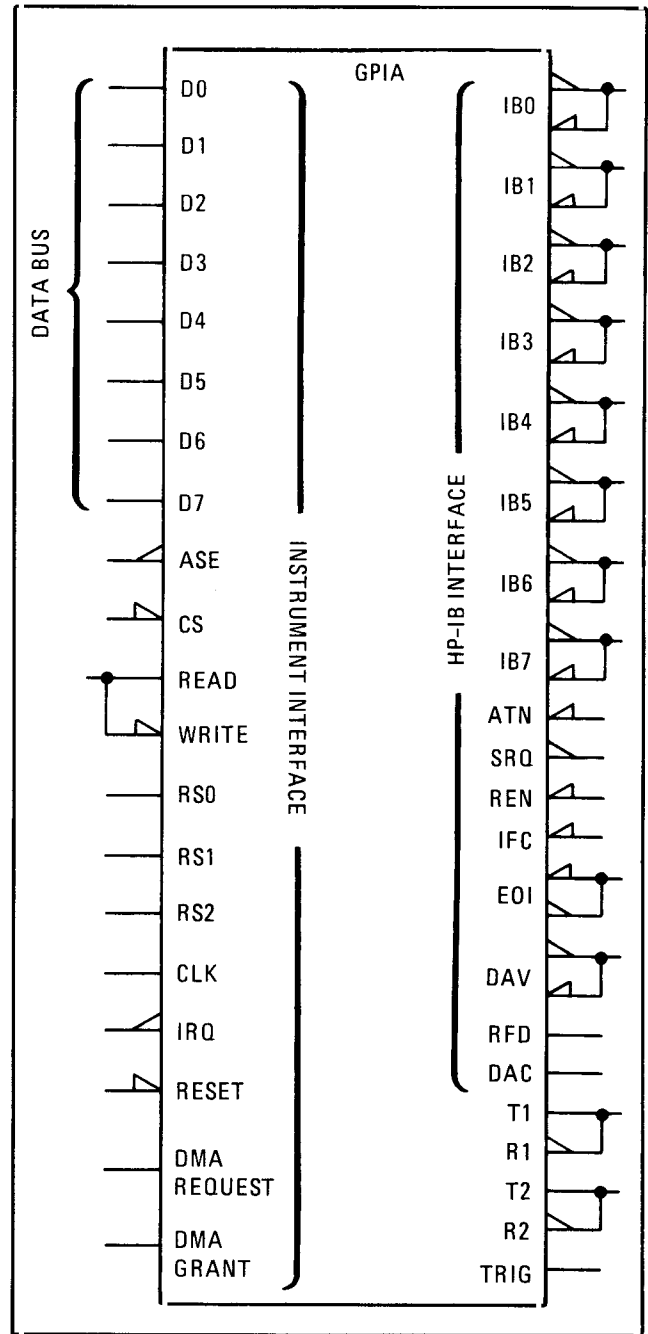 GPIA
DATA BUS
D0
D1
D2
D3
D4
D5
D6
D7
ASE
CS
READ
WRITE
RS0
RS1
RS2
CLK
IRQ
RESET
DMA
REQUEST
DMA
GRANT
INSTRUMENT INTERFACE
HP-IB INTERFACE
IB0
IB1
IB2
IB3
IB4
IB5
IB6
IB7
ATN
SRQ
REN
IFC
EOI
DAV
RFD
DAC
T1
R1
T2
R2
TRIG